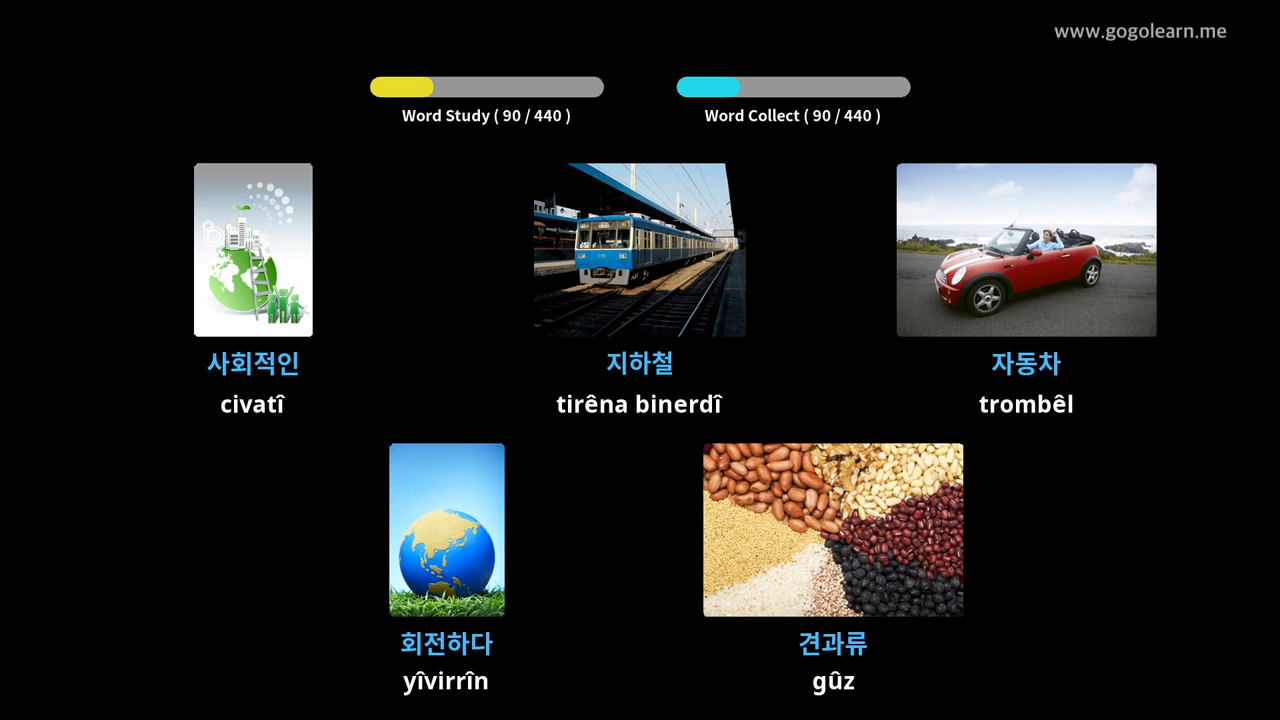 www.gogolearn.me
Word Study ( 90 / 440 )
Word Collect ( 90 / 440 )
사회적인
civatî
지하철
tirêna binerdî
자동차
trombêl
회전하다
yîvirrîn
견과류
gûz